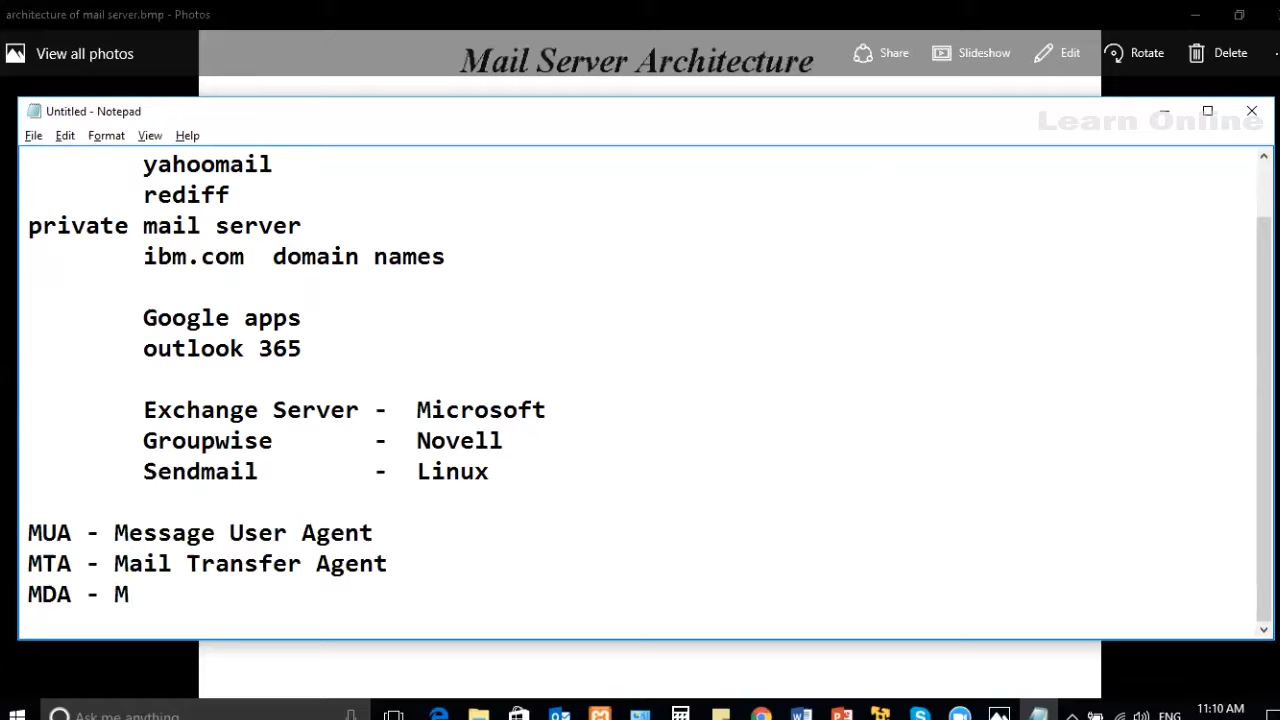 architecture of mail server.bmp - Photos
View all photos
Mail Server Architecture
Share
Slideshow
Edit
Rotate
Delete
Untitled - Notepad
Learn Online
File Edit Format View Help
yahoomail
rediff
private mail server
ibm.com domain names
Google apps
outlook 365
Exchange Server - Microsoft
Groupwise - Novell
Sendmail - Linux
MUA - Message User Agent
MTA - Mail Transfer Agent
MDA - M
Ask me anything
ENG
11:10 AM